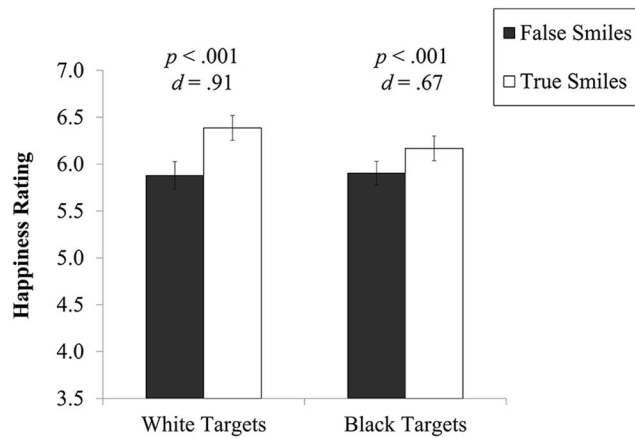 False Smiles
True Smiles
p < .001
d = .91
p < .001
d = .67
Happiness Rating
7.0
6.5
6.0
5.5
5.0
4.5
4.0
3.5
White Targets
Black Targets